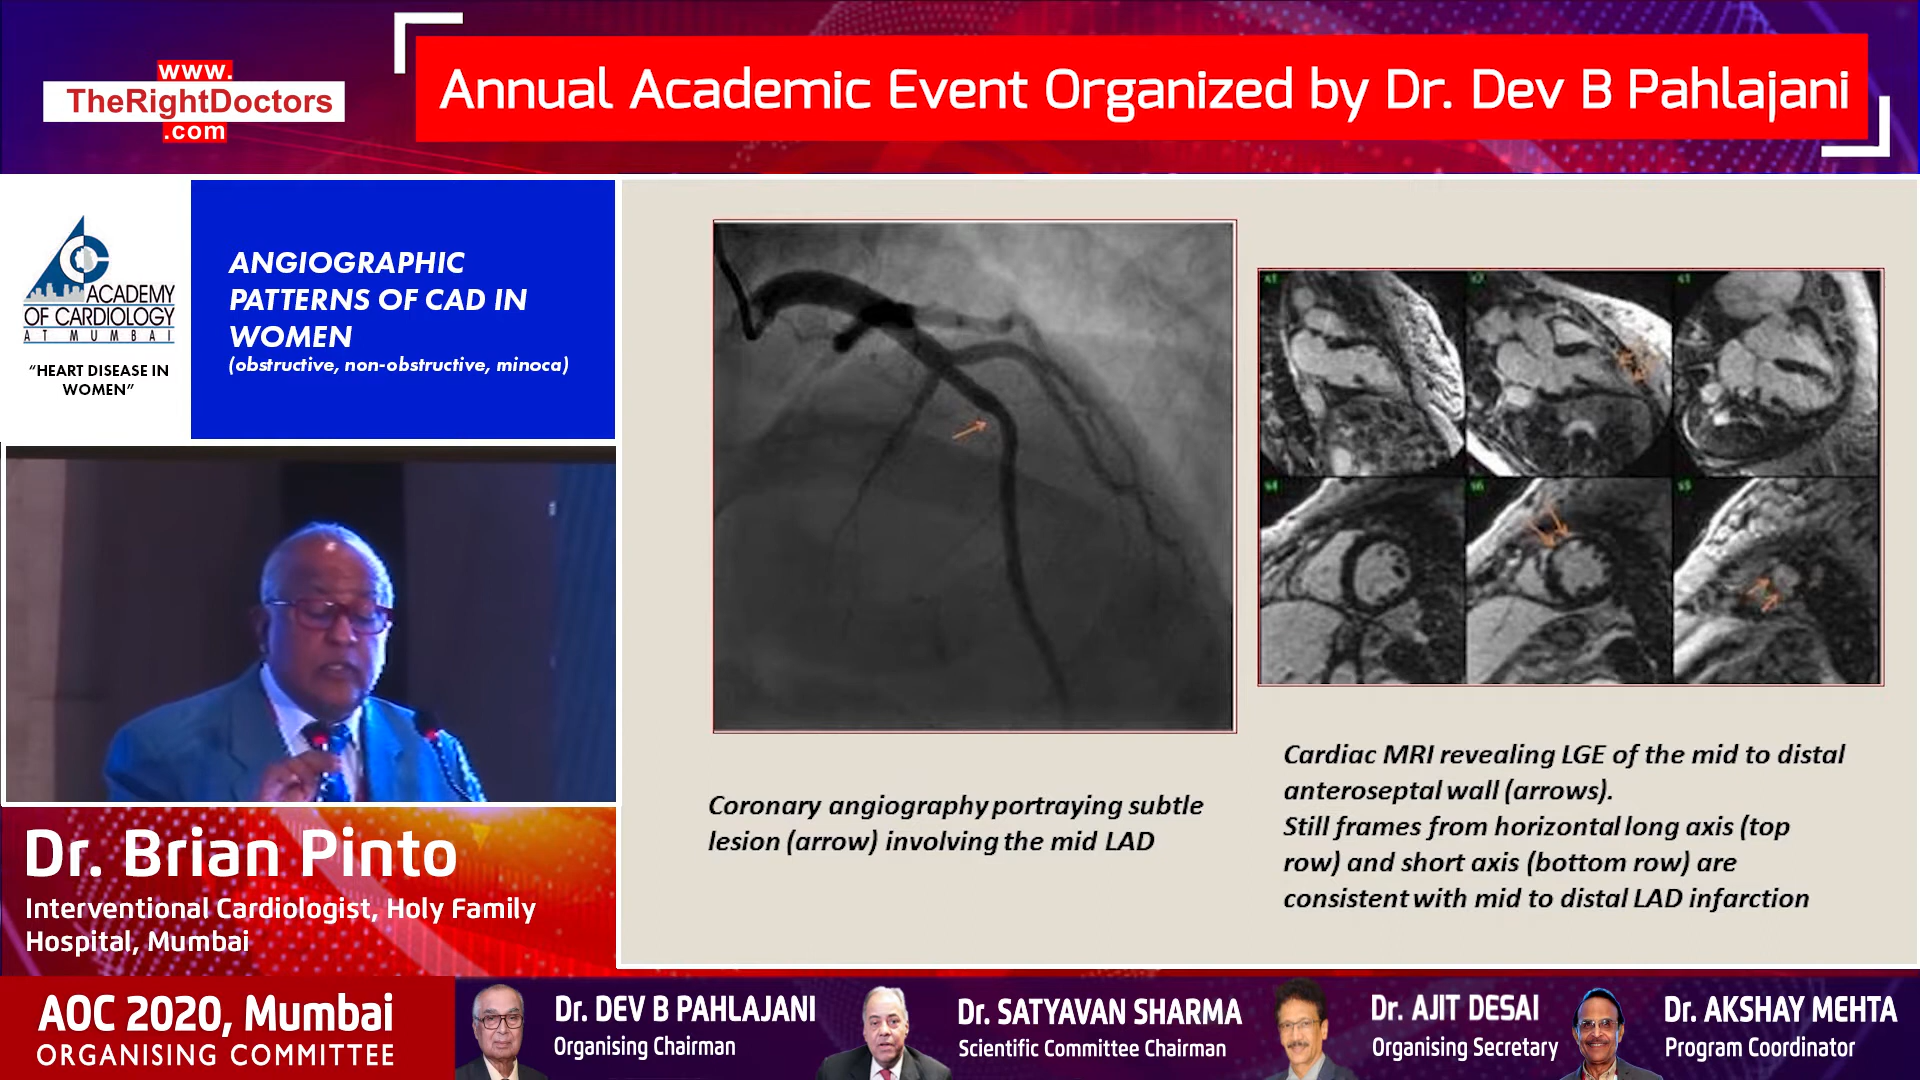 www.
TheRightDoctors
.com
Annual Academic Event Organized by Dr. Dev B Pahlajani
ACADEMY
OF CARDIOLOGY
AT MUMBAI
“HEART DISEASE IN
WOMEN”
ANGIOGRAPHIC
PATTERNS OF CAD IN
WOMEN
(obstructive, non-obstructive, minoca)
Coronary angiography portraying subtle
lesion (arrow) involving the mid LAD
Cardiac MRI revealing LGE of the mid to distal
anteroseptal wall (arrows).
Still frames from horizontal long axis (top
row) and short axis (bottom row) are
consistent with mid to distal LAD infarction
Dr. Brian Pinto
Interventional Cardiologist, Holy Family
Hospital, Mumbai
AOC 2020, Mumbai
ORGANISING COMMITTEE
Dr. DEV B PAHLAJANI
Organising Chairman
Dr. SATYAVAN SHARMA
Scientific Committee Chairman
Dr. AJIT DESAI
Organising Secretary
Dr. AKSHAY MEHTA
Program Coordinator